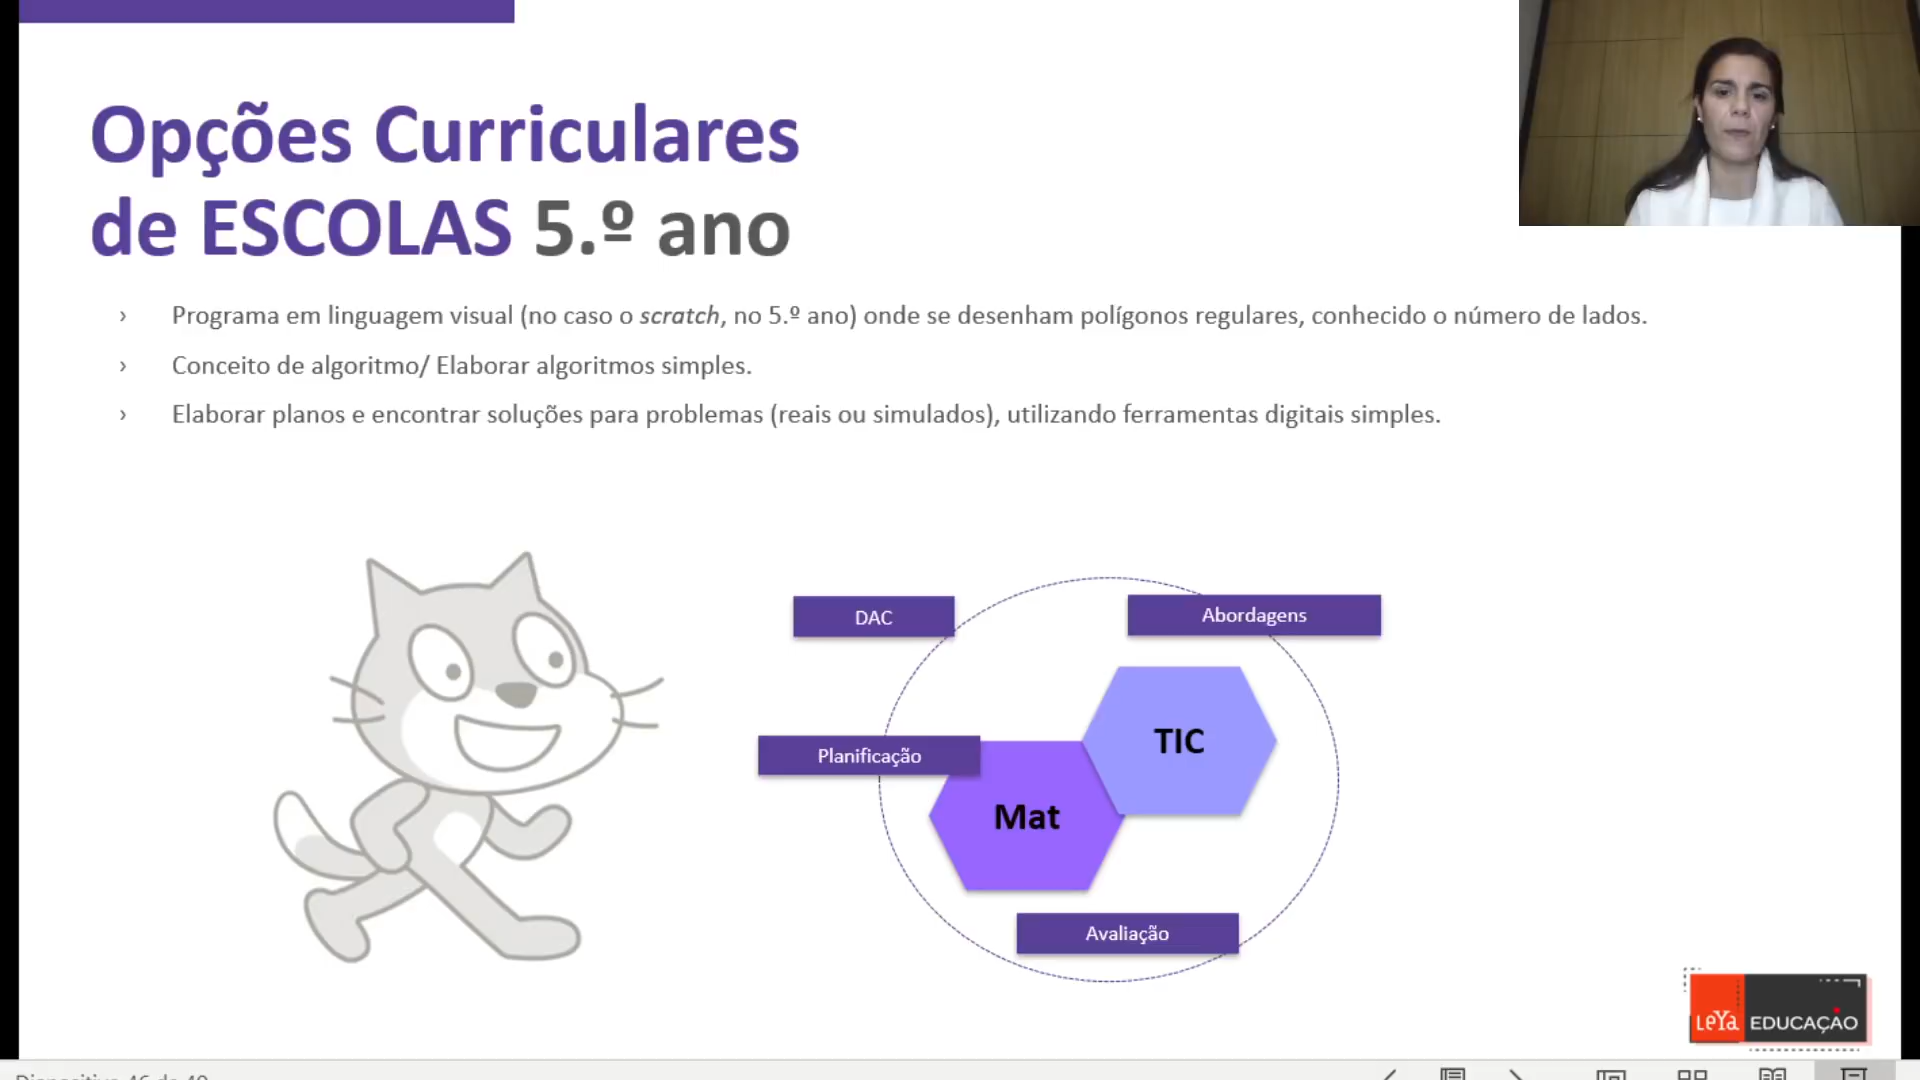 Opções Curriculares
de ESCOLAS 5.º ano
› Programa em linguagem visual (no caso o scratch, no 5.º ano) onde se desenham polígonos regulares, conhecido o número de lados.
› Conceito de algoritmo/ Elaborar algoritmos simples.
› Elaborar planos e encontrar soluções para problemas (reais ou simulados), utilizando ferramentas digitais simples.
DAC
Abordagens
TIC
Planificação
Mat
Avaliação
LeYa EDUCAÇÃO